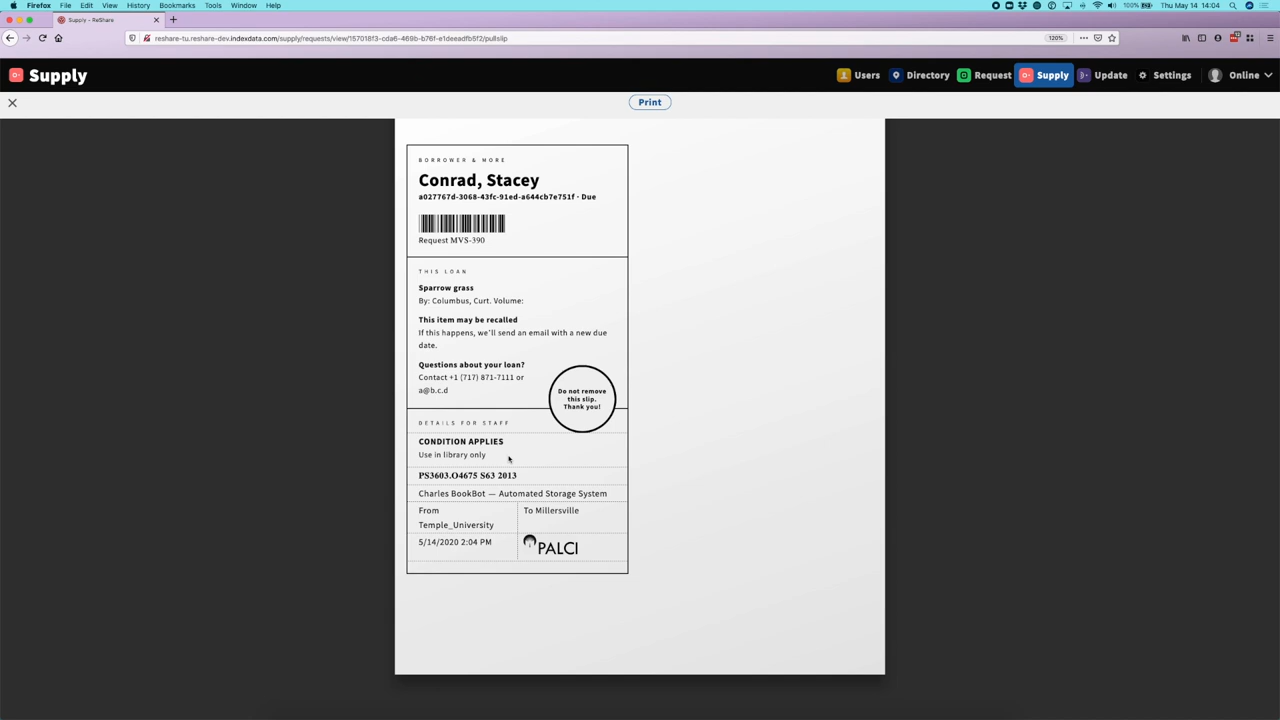 Firefox File Edit View History Bookmarks Tools Window Help 100% Thu May 14 14:04
Supply - ReShare
reshare-tu.reshare-dev.indexdata.com/supply/requests/view/157018f3-cda6-469b-b76f-e1deeadfb5f2/pullslip 120%
Supply Users Directory Request Supply Update Settings Online
Print
BORROWER & MORE
Conrad, Stacey
a027767d-3068-43fc-91ed-a644cb7e751f · Due
Request MVS-390
THIS LOAN
Sparrow grass
By: Columbus, Curt. Volume:
This item may be recalled
If this happens, we'll send an email with a new due
date.
Questions about your loan?
Contact +1 (717) 871-7111 or
a@b.c.d
Do not remove
this slip.
Thank you!
DETAILS FOR STAFF
CONDITION APPLIES
Use in library only
PS3603.O4675 S63 2013
Charles BookBot — Automated Storage System
From
Temple_University
To Millersville
5/14/2020 2:04 PM
PALCI